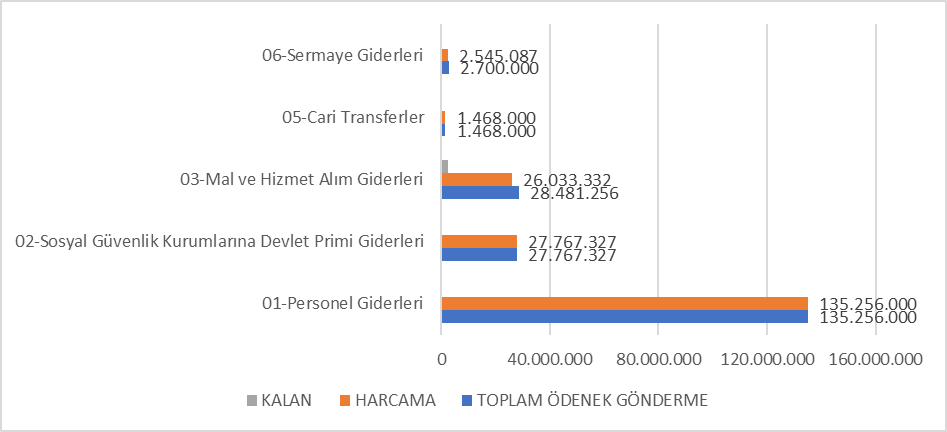 06-Sermaye Giderleri
2.545.087
2.700.000
05-Cari Transferler
1.468.000
1.468.000
03-Mal ve Hizmet Alım Giderleri
26.033.332
28.481.256
02-Sosyal Güvenlik Kurumlarına Devlet Primi Giderleri
27.767.327
27.767.327
01-Personel Giderleri
135.256.000
135.256.000
0 40.000.000 80.000.000 120.000.000 160.000.000
KALAN HARCAMA TOPLAM ÖDENEK GÖNDERME